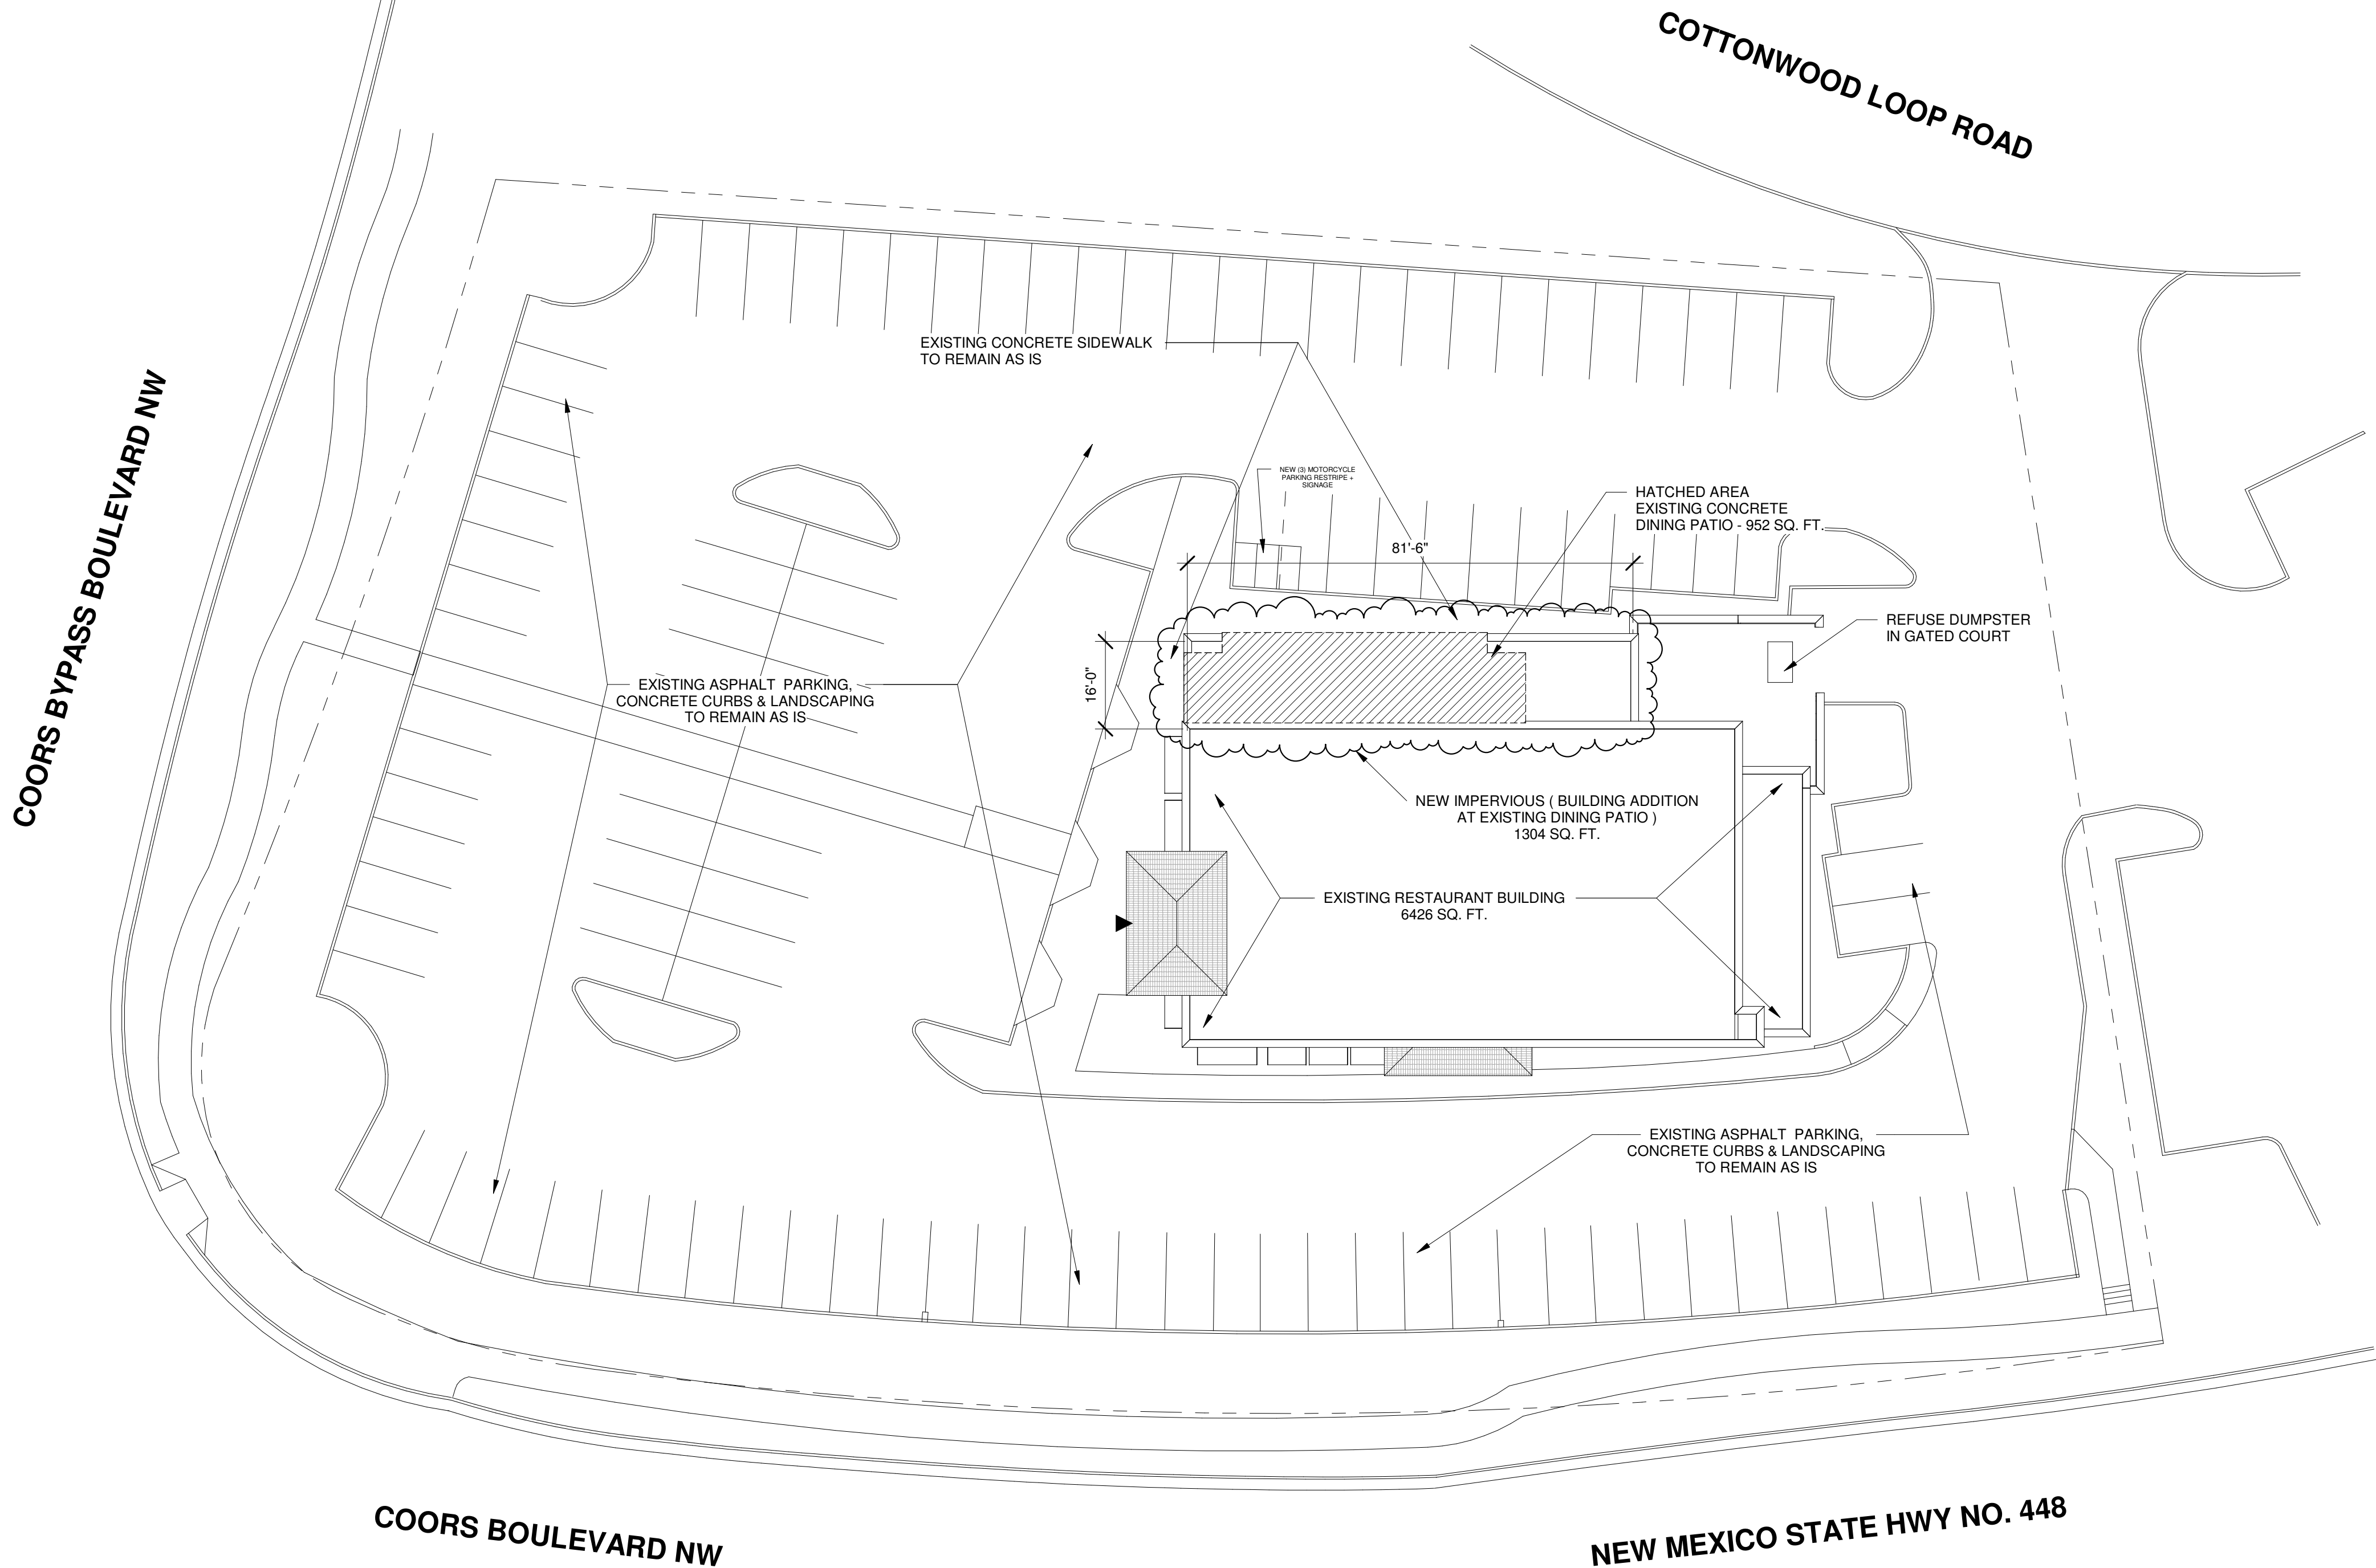 COTTONWOOD LOOP ROAD
EXISTING CONCRETE SIDEWALK
TO REMAIN AS IS
COORS BYPASS BOULEVARD NW
NEW (3) MOTORCYCLE
PARKING RESTRIPE +
SIGNAGE
HATCHED AREA
EXISTING CONCRETE
DINING PATIO - 952 SQ. FT.
81'-6"
REFUSE DUMPSTER
IN GATED COURT
16'-0"
EXISTING ASPHALT PARKING,
CONCRETE CURBS & LANDSCAPING
TO REMAIN AS IS
NEW IMPERVIOUS ( BUILDING ADDITION
AT EXISTING DINING PATIO )
1304 SQ. FT.
EXISTING RESTAURANT BUILDING
6426 SQ. FT.
EXISTING ASPHALT PARKING,
CONCRETE CURBS & LANDSCAPING
TO REMAIN AS IS
COORS BOULEVARD NW
NEW MEXICO STATE HWY NO. 448